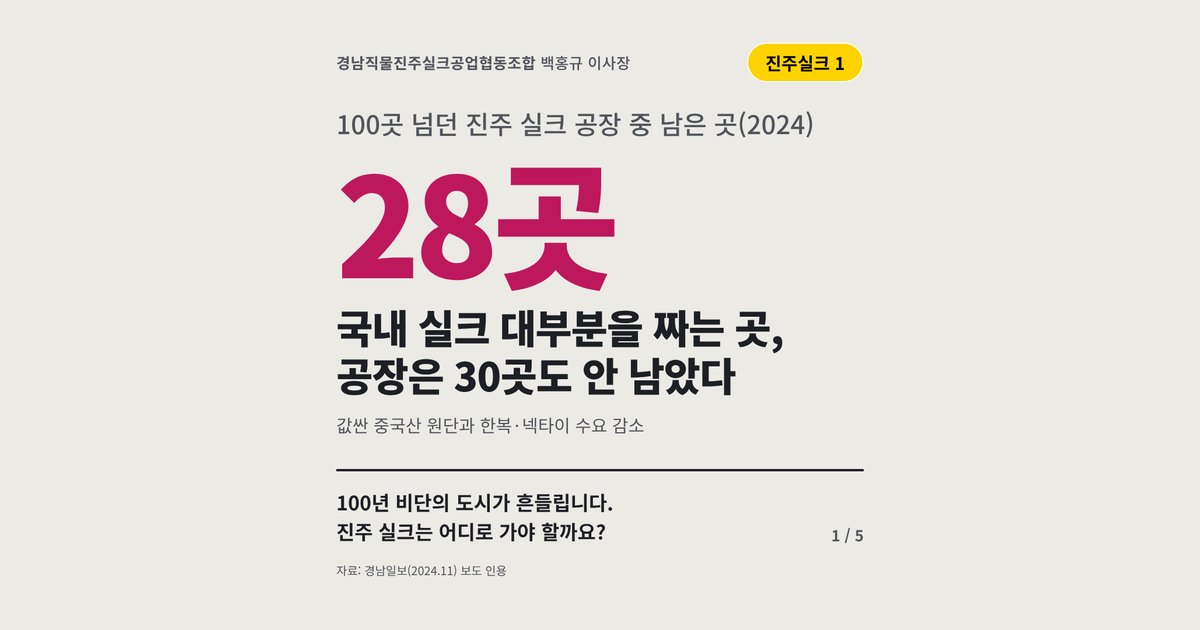 경남직물진주실크공업협동조합 백홍규 이사장
진주실크 1
100곳 넘던 진주 실크 공장 중 남은 곳(2024)
28곳
국내 실크 대부분을 짜는 곳,
공장은 30곳도 안 남았다
값싼 중국산 원단과 한복·넥타이 수요 감소
100년 비단의 도시가 흔들립니다.
진주 실크는 어디로 가야 할까요?
1 / 5
자료: 경남일보(2024.11) 보도 인용